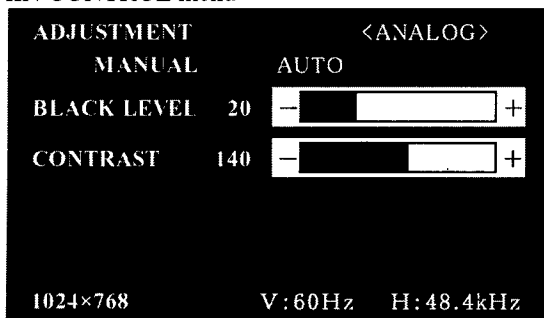 ADJUSTMENT <ANALOG>
MANUAL AUTO
BLACK LEVEL 20 - +
CONTRAST 140 - +
1024×768 V:60Hz H:48.4kHz